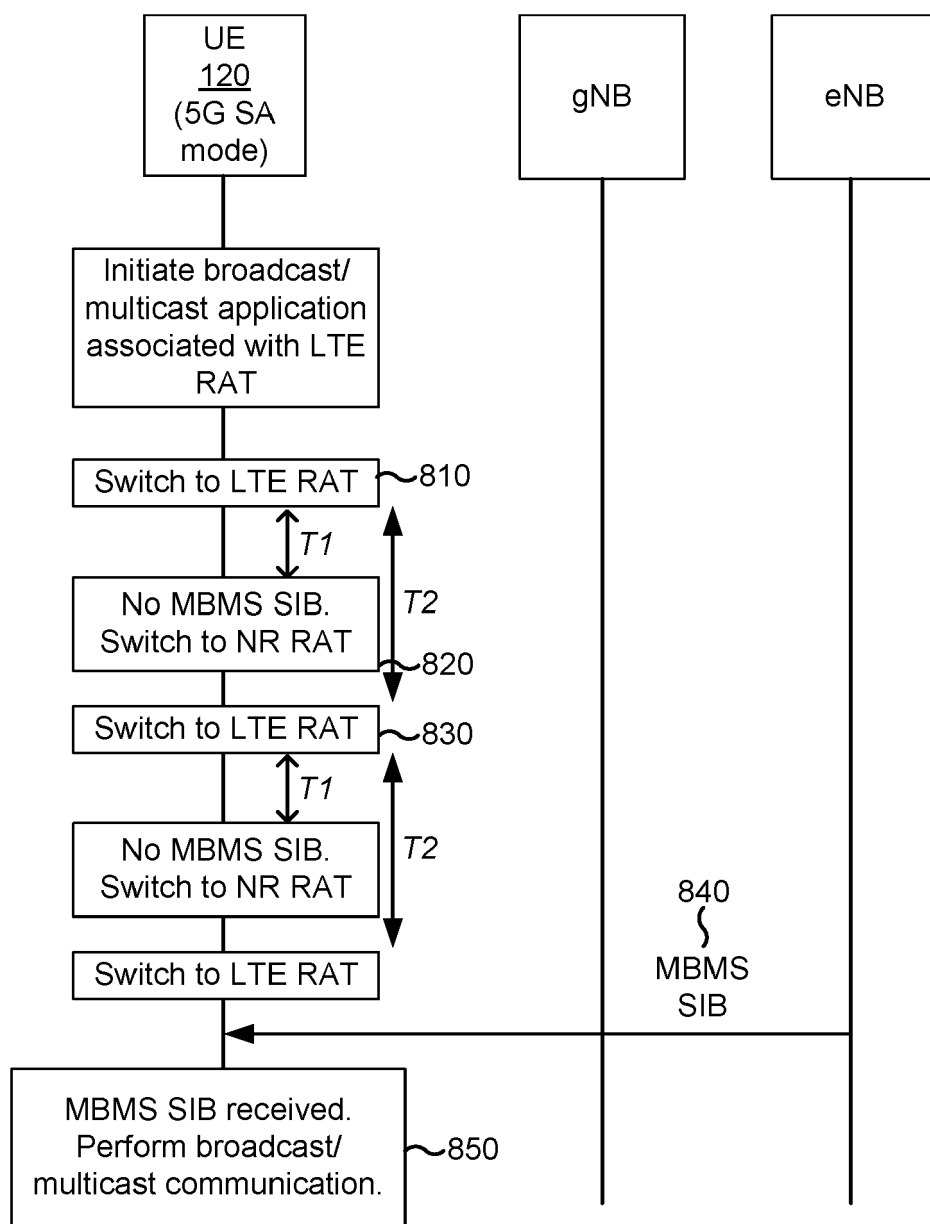 UE
120
(5G SA
mode)
gNB
eNB
Initiate broadcast/
multicast application
associated with LTE
RAT
Switch to LTE RAT
810
T1
T2
No MBMS SIB.
Switch to NR RAT
820
Switch to LTE RAT
830
T1
T2
No MBMS SIB.
Switch to NR RAT
840
MBMS
SIB
Switch to LTE RAT
MBMS SIB received.
Perform broadcast/
multicast communication.
850